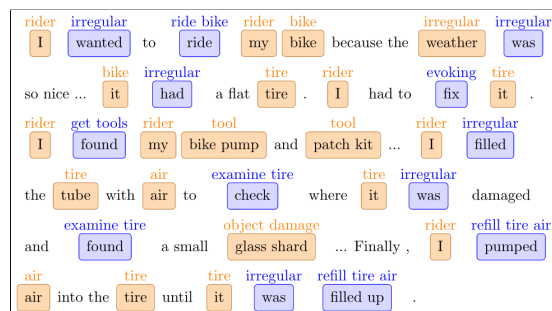 rider irregular ride bike rider bike irregular irregular
I wanted to ride my bike because the weather was
bike irregular tire rider evoking tire
so nice ... it had a flat tire . I had to fix it .
rider get tools rider tool tool rider irregular
I found my bike pump and patch kit ... I filled
tire air examine tire tire irregular
the tube with air to check where it was damaged
examine tire object damage rider refill tire air
and found a small glass shard ... Finally , I pumped
air tire tire irregular refill tire air
air into the tire until it was filled up .